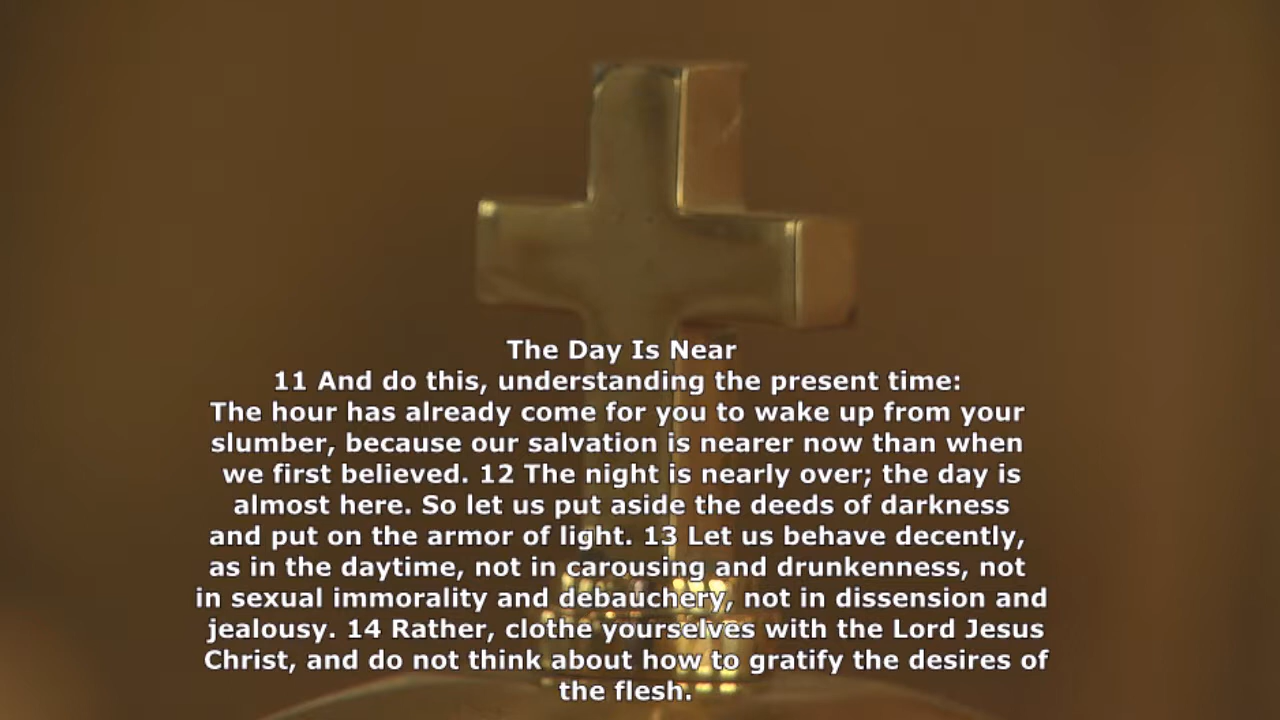 The Day Is Near
11 And do this, understanding the present time:
The hour has already come for you to wake up from your
slumber, because our salvation is nearer now than when
we first believed. 12 The night is nearly over; the day is
almost here. So let us put aside the deeds of darkness
and put on the armor of light. 13 Let us behave decently,
as in the daytime, not in carousing and drunkenness, not
in sexual immorality and debauchery, not in dissension and
jealousy. 14 Rather, clothe yourselves with the Lord Jesus
Christ, and do not think about how to gratify the desires of
the flesh.